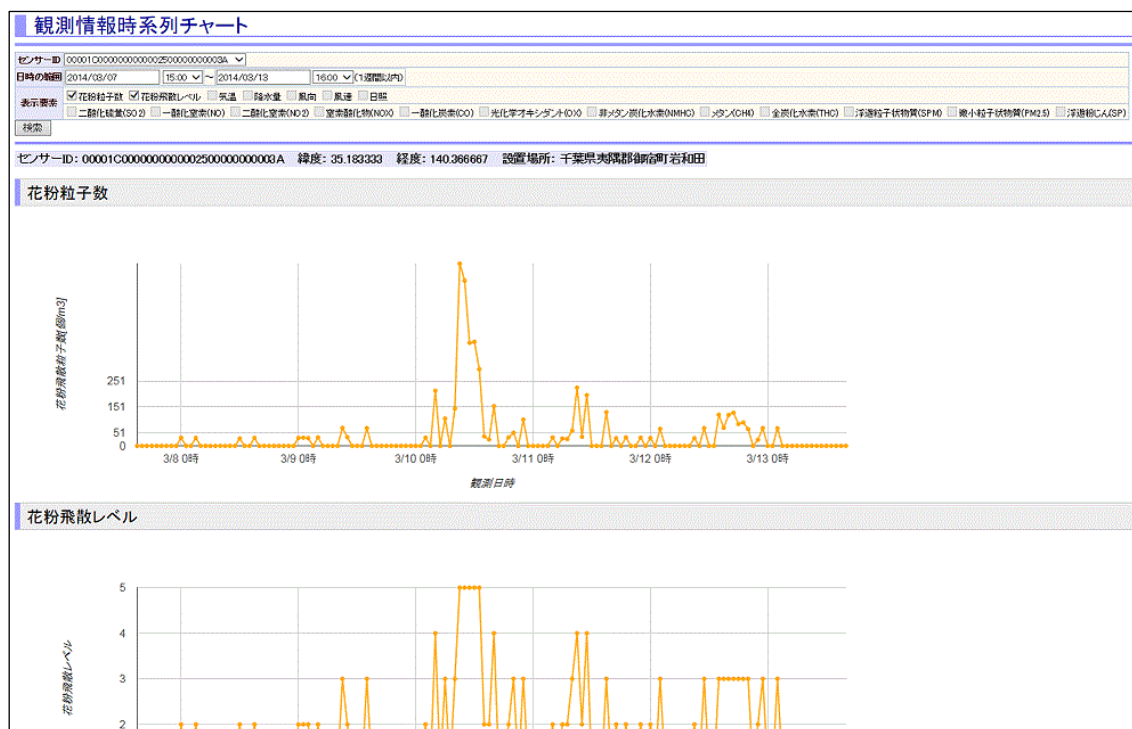 観測情報時系列チャート
センサーID 00001C0000000000002500000000003A
日時の範囲 2014/03/07 15:00 ~ 2014/03/13 16:00 (1週間以内)
表示要素 花粉粒子数 花粉飛散レベル 気温 降水量 風向 風速 日照
二酸化硫黄(SO2) 一酸化窒素(NO) 二酸化窒素(NO2) 窒素酸化物(NOX) 一酸化炭素(CO) 光化学オキシダント(OX) 非メタン炭化水素(NMHC) メタン(CH4) 全炭化水素(THC) 浮遊粒子状物質(SPM) 微小粒子状物質(PM2.5) 浮遊粉じん(SP)
検索
センサーID: 00001C0000000000002500000000003A 緯度: 35.183333 経度: 140.366667 設置場所: 千葉県夷隅郡御宿町岩和田
花粉粒子数
花粉飛散粒子数[個/m3]
251
151
51
0
3/8 0時 3/9 0時 3/10 0時 3/11 0時 3/12 0時 3/13 0時
観測日時
花粉飛散レベル
花粉飛散レベル
5
4
3
2